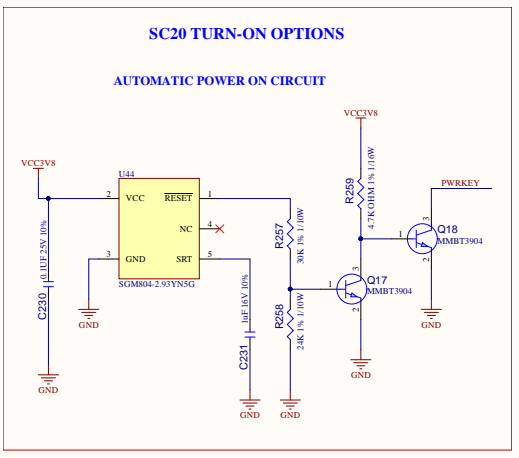 SC20 TURN-ON OPTIONS
AUTOMATIC POWER ON CIRCUIT
VCC3V8
VCC3V8
U44
2 VCC
RESET 1
NC 4
3 GND
SRT 5
SGM804-2.93YN5G
C230
0.1UF 25V 10%
GND
GND
C231
1uF 16V 10%
GND
R257
30K 1% 1/10W
R258
24K 1% 1/10W
GND
R259
4.7K OHM 1% 1/16W
1
3
2
Q17
MMBT3904
GND
PWRKEY
1
3
2
Q18
MMBT3904
GND